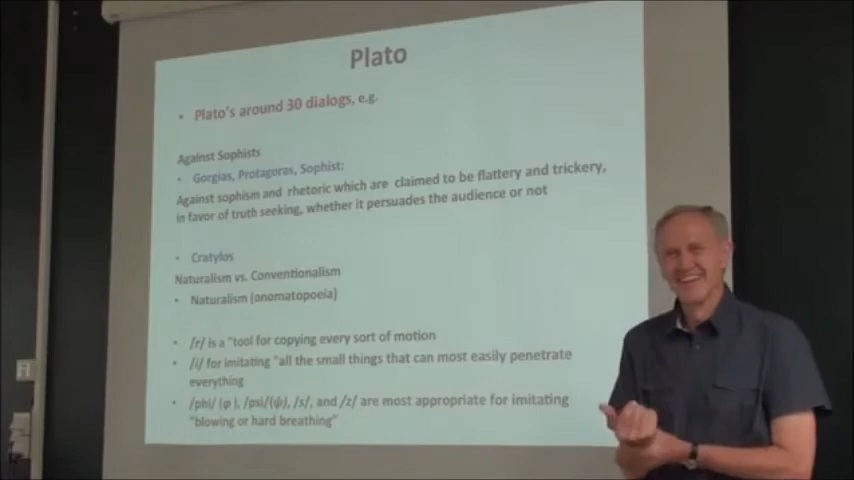 Plato
• Plato's around 30 dialogs, e.g.
Against Sophists
• Gorgias, Protagoras, Sophist:
Against sophism and rhetoric which are claimed to be flattery and trickery,
in favor of truth seeking, whether it persuades the audience or not
• Cratylos
Naturalism vs. Conventionalism
• Naturalism (onomatopoeia)
• /r/ is a "tool for copying every sort of motion
• /i/ for imitating "all the small things that can most easily penetrate
everything
• /phi/ (φ ), /psi/(ψ), /s/, and /z/ are most appropriate for imitating
"blowing or hard breathing"